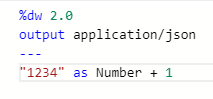 %dw 2.0
output application/json
---
"1234" as Number + 1